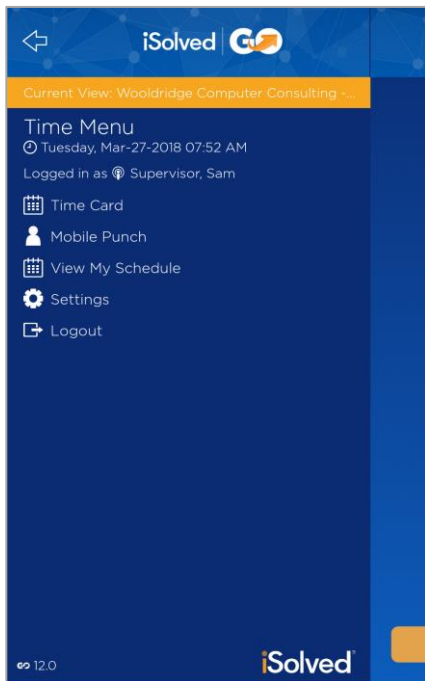 iSolved GO
Current View: Wooldridge Computer Consulting -...
Time Menu
Tuesday, Mar-27-2018 07:52 AM
Logged in as Supervisor, Sam
Time Card
Mobile Punch
View My Schedule
Settings
Logout
12.0
iSolved